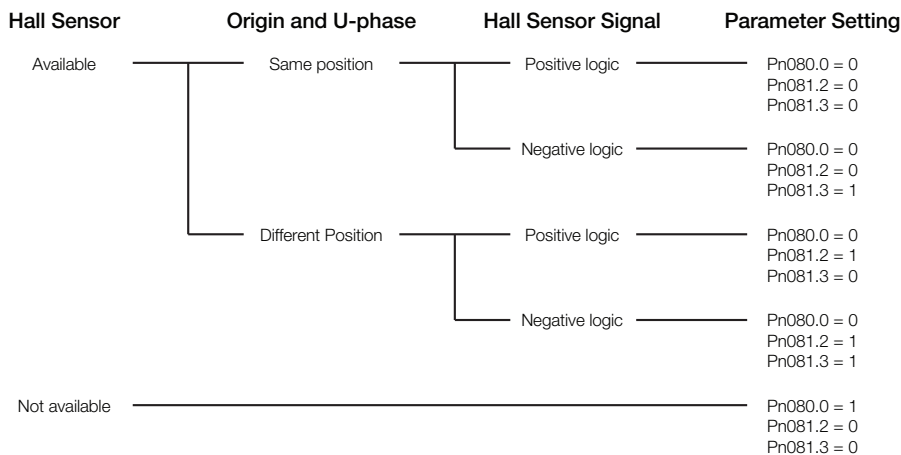 Hall Sensor Origin and U-phase Hall Sensor Signal Parameter Setting
Available Same position Positive logic Pn080.0 = 0
Pn081.2 = 0
Pn081.3 = 0
Negative logic Pn080.0 = 0
Pn081.2 = 0
Pn081.3 = 1
Different Position Positive logic Pn080.0 = 0
Pn081.2 = 1
Pn081.3 = 0
Negative logic Pn080.0 = 0
Pn081.2 = 1
Pn081.3 = 1
Not available Pn080.0 = 1
Pn081.2 = 0
Pn081.3 = 0